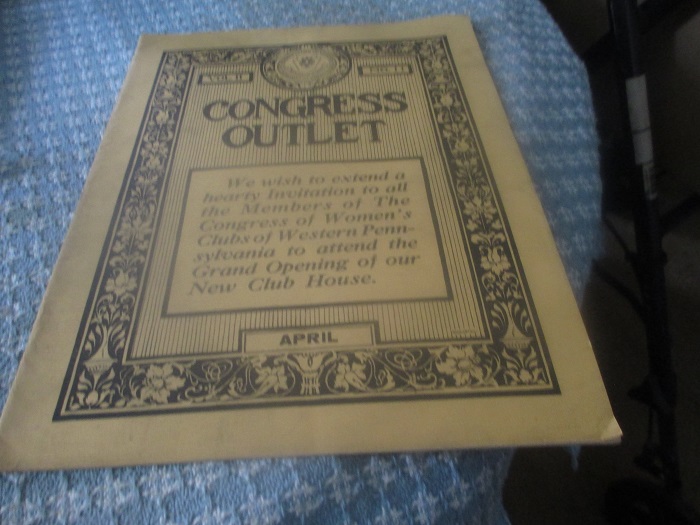 CONGRESS
OUTLET
We wish to extend a
hearty Invitation to all
the Members of The
Congress of Women's
Clubs of Western Penn-
sylvania to attend the
Grand Opening of our
New Club House.
APRIL